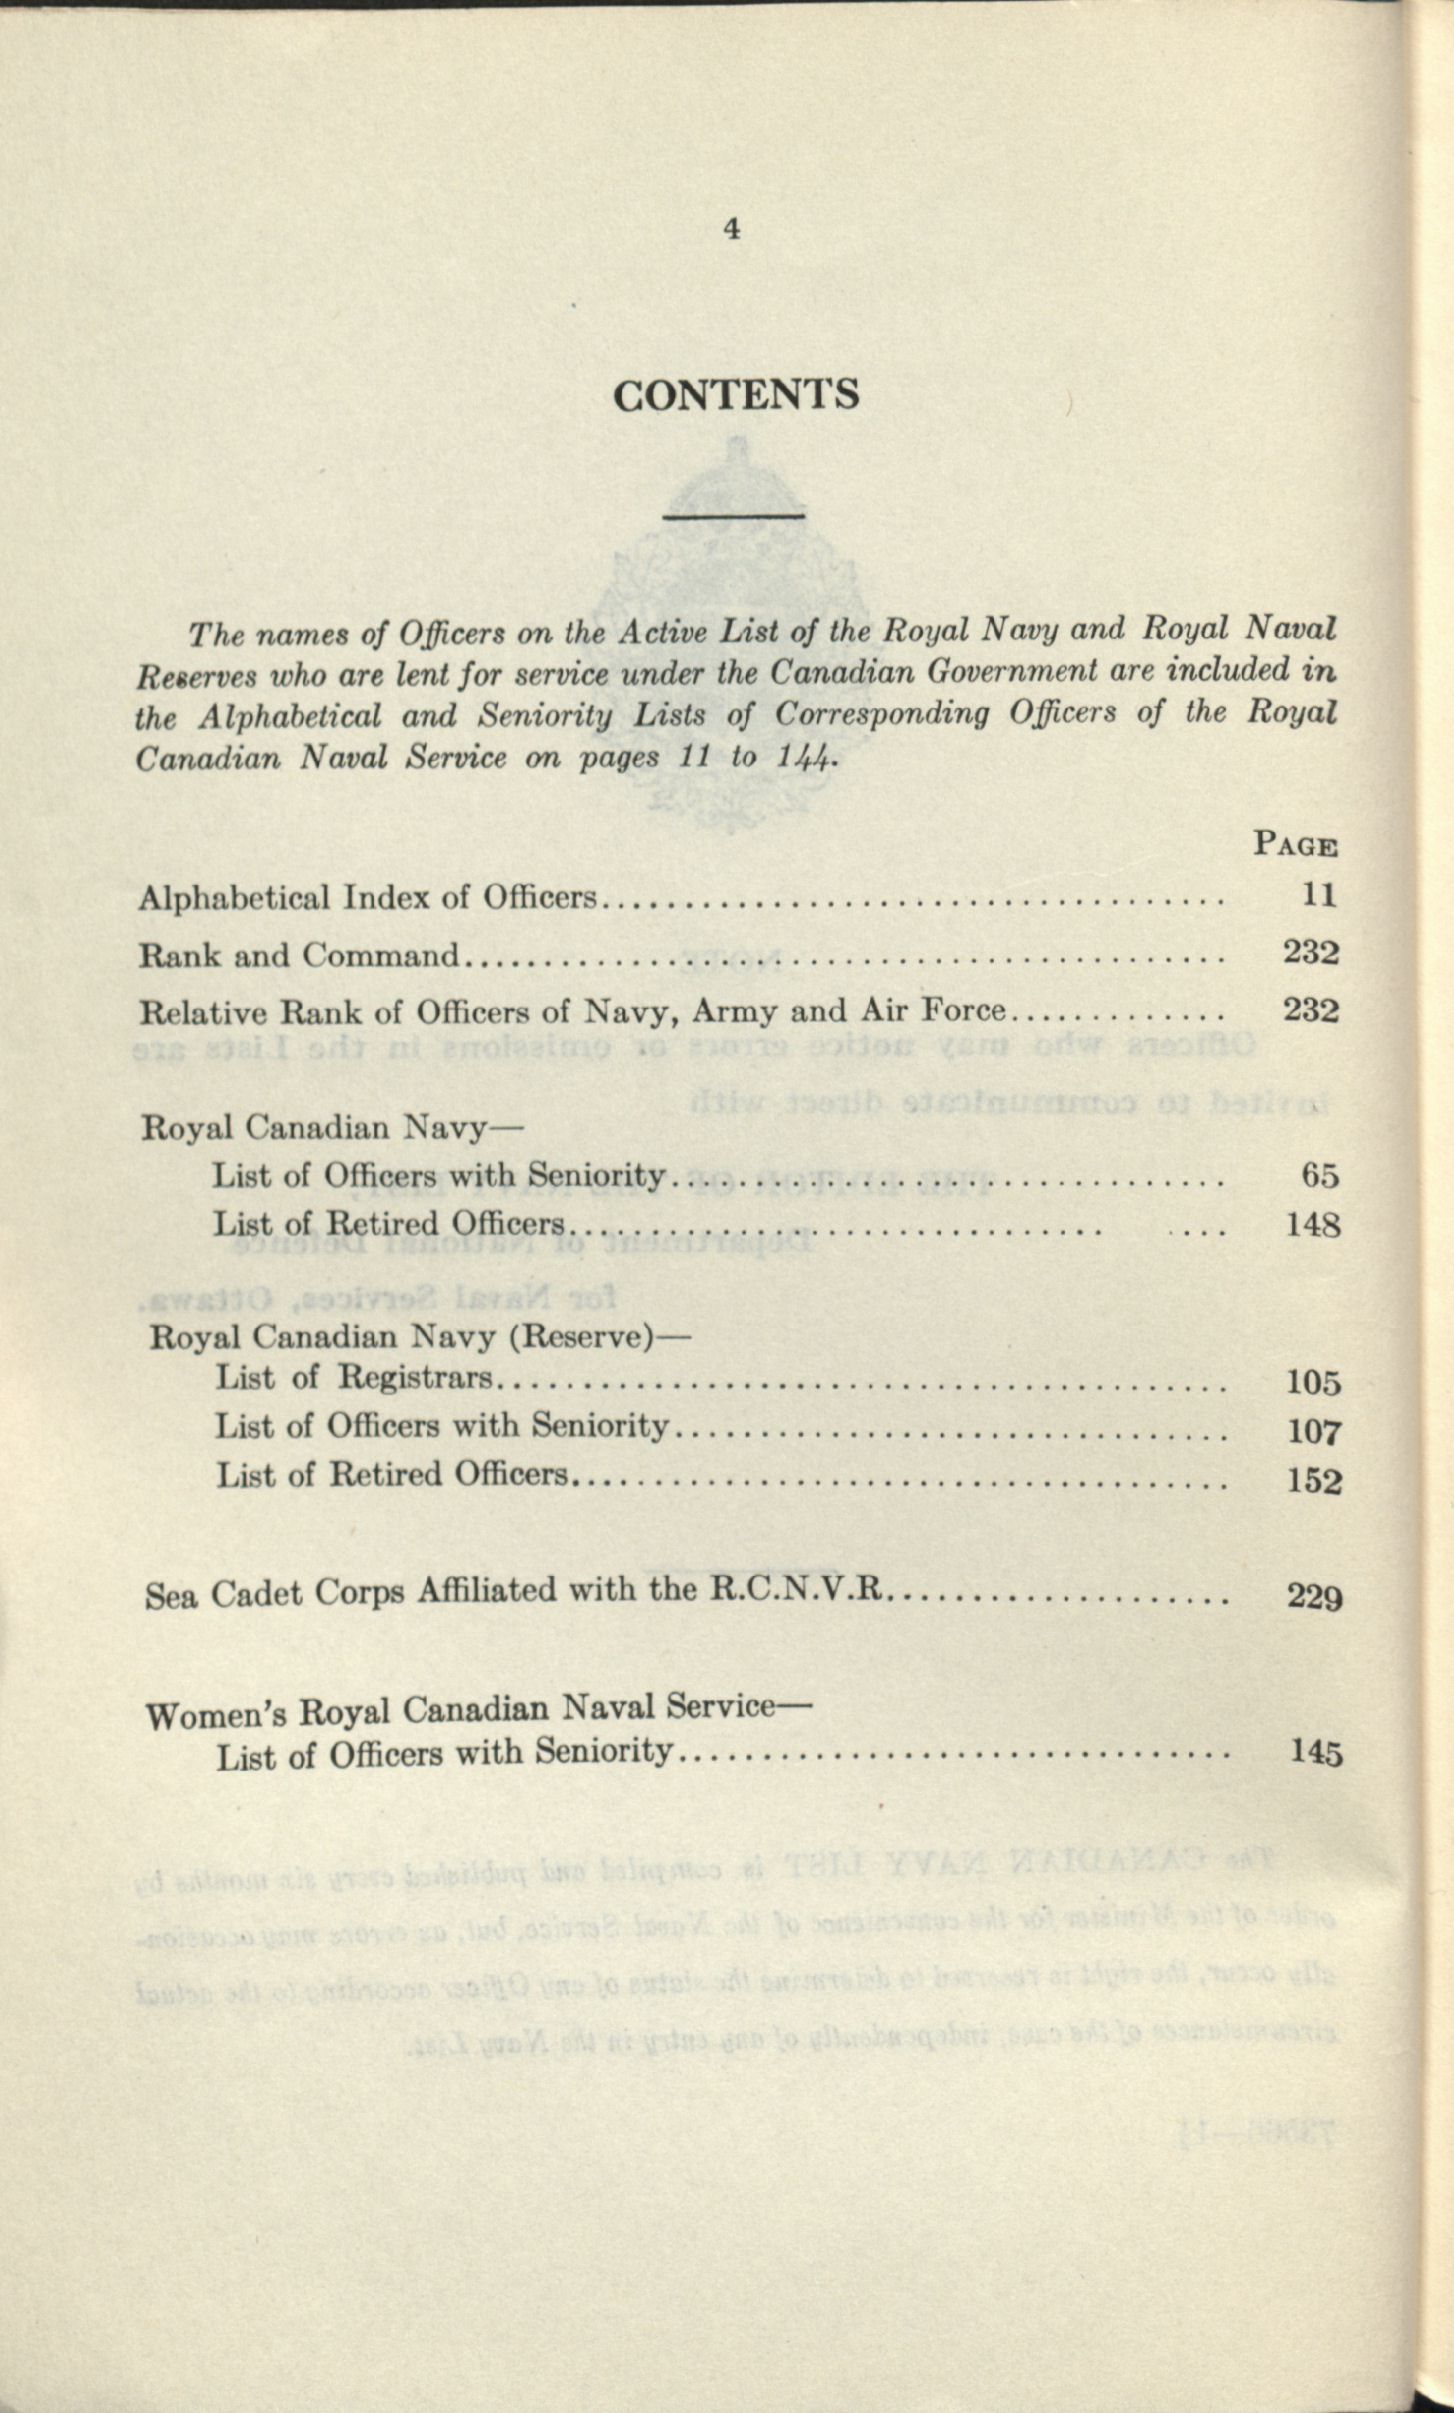 4
CONTENTS
The names of Officers on the Active List of the Royal Navy and Royal Naval
Reserves who are lent for service under the Canadian Government are included in
the Alphabetical and Seniority Lists of Corresponding Officers of the Royal
Canadian Naval Service on pages 11 to 144.
PAGE
Alphabetical Index of Officers........................................ 11
Rank and Command................................................ 232
Relative Rank of Officers of Navy, Army and Air Force.............. 232
Royal Canadian Navy—
List of Officers with Seniority.................................... 65
List of Retired Officers................................. .... 148
Royal Canadian Navy (Reserve)—
List of Registrars............................................... 105
List of Officers with Seniority.................................... 107
List of Retired Officers.......................................... 152
Sea Cadet Corps Affiliated with the R.C.N.V.R...................... 229
Women's Royal Canadian Naval Service—
List of Officers with Seniority.................................... 145